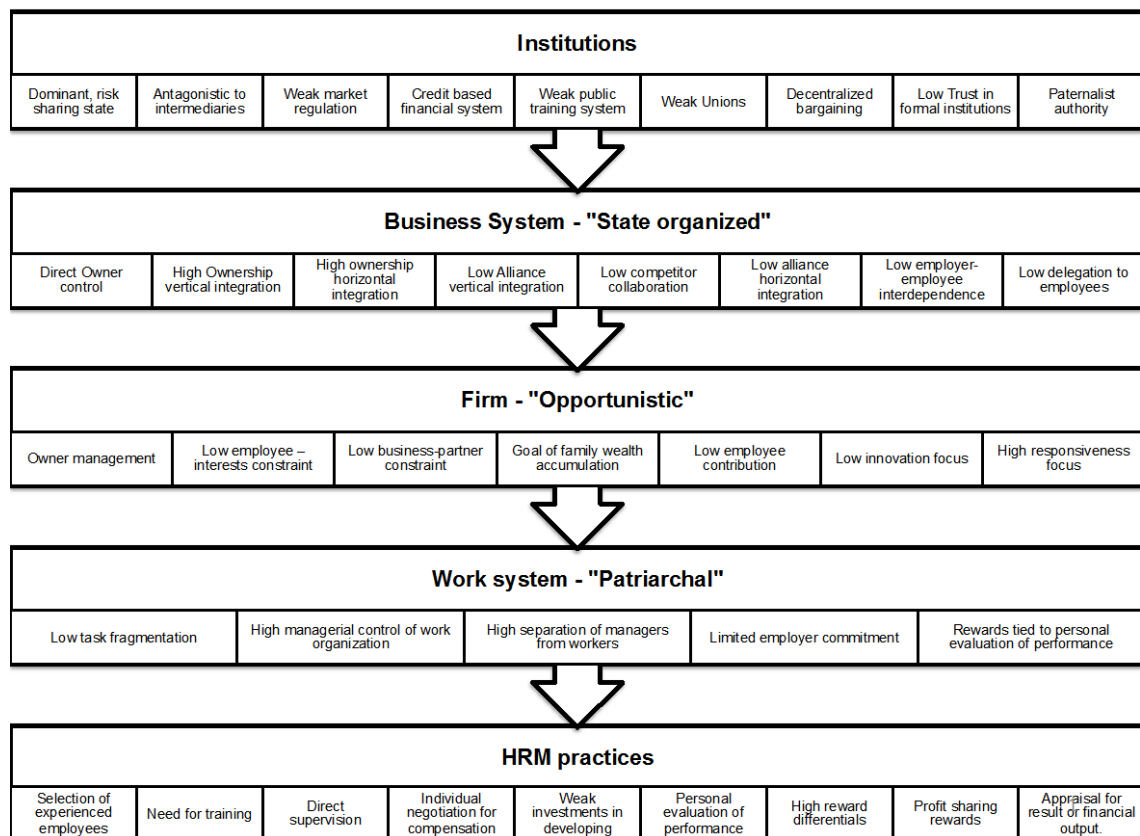 Institutions
Dominant, risk
sharing state
Antagonistic to
intermediaries
Weak market
regulation
Credit based
financial system
Weak public
training system
Weak Unions
Decentralized
bargaining
Low Trust in
formal institutions
Paternalist
authority
Business System - "State organized"
Direct Owner
control
High Ownership
vertical integration
High ownership
horizontal
integration
Low Alliance
vertical integration
Low competitor
collaboration
Low alliance
horizontal
integration
Low employer-
employee
interdependence
Low delegation to
employees
Firm - "Opportunistic"
Owner management
Low employee –
interests constraint
Low business-partner
constraint
Goal of family wealth
accumulation
Low employee
contribution
Low innovation focus
High responsiveness
focus
Work system - "Patriarchal"
Low task fragmentation
High managerial control of work
organization
High separation of managers
from workers
Limited employer commitment
Rewards tied to personal
evaluation of performance
HRM practices
Selection of
experienced
employees
Need for training
Direct
supervision
Individual
negotiation for
compensation
Weak
investments in
developing
Personal
evaluation of
performance
High reward
differentials
Profit sharing
rewards
Appraisal for
result or financial
output.